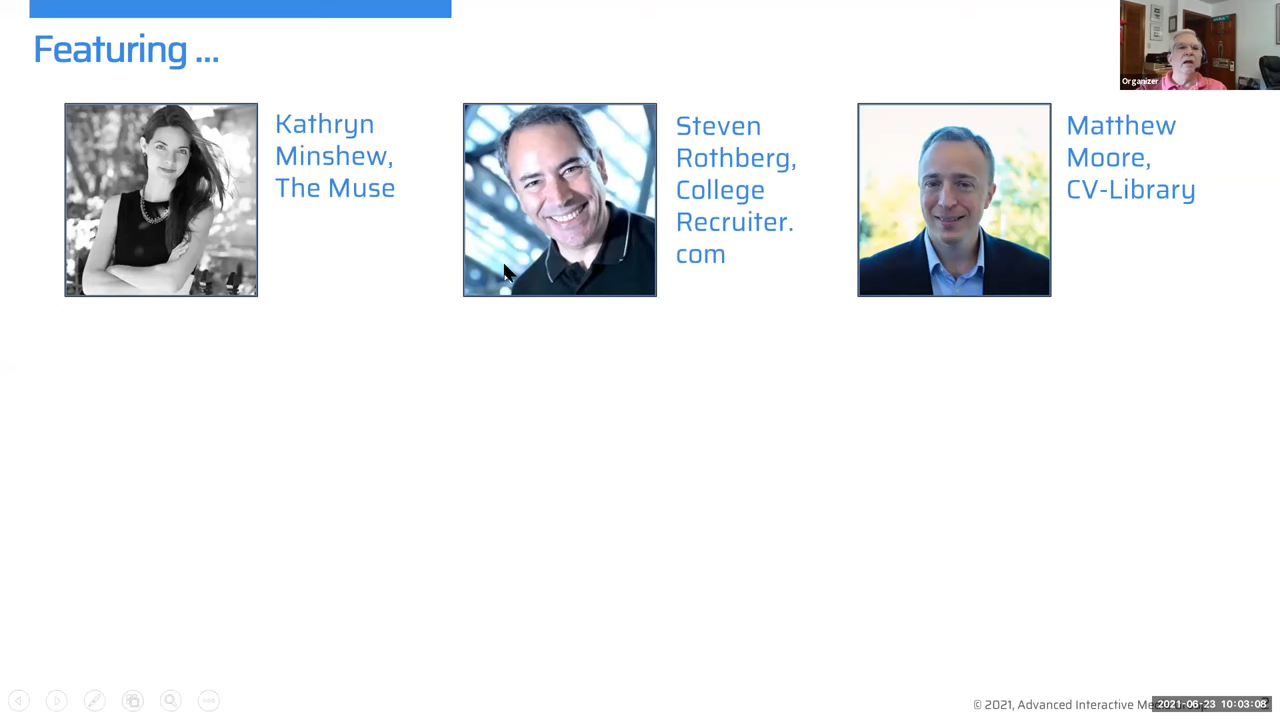 Featuring ...
Organizer
Kathryn
Minshew,
The Muse
Steven
Rothberg,
College
Recruiter.
com
Matthew
Moore,
CV-Library
© 2021, Advanced Interactive
2021-06-23 10:03:08